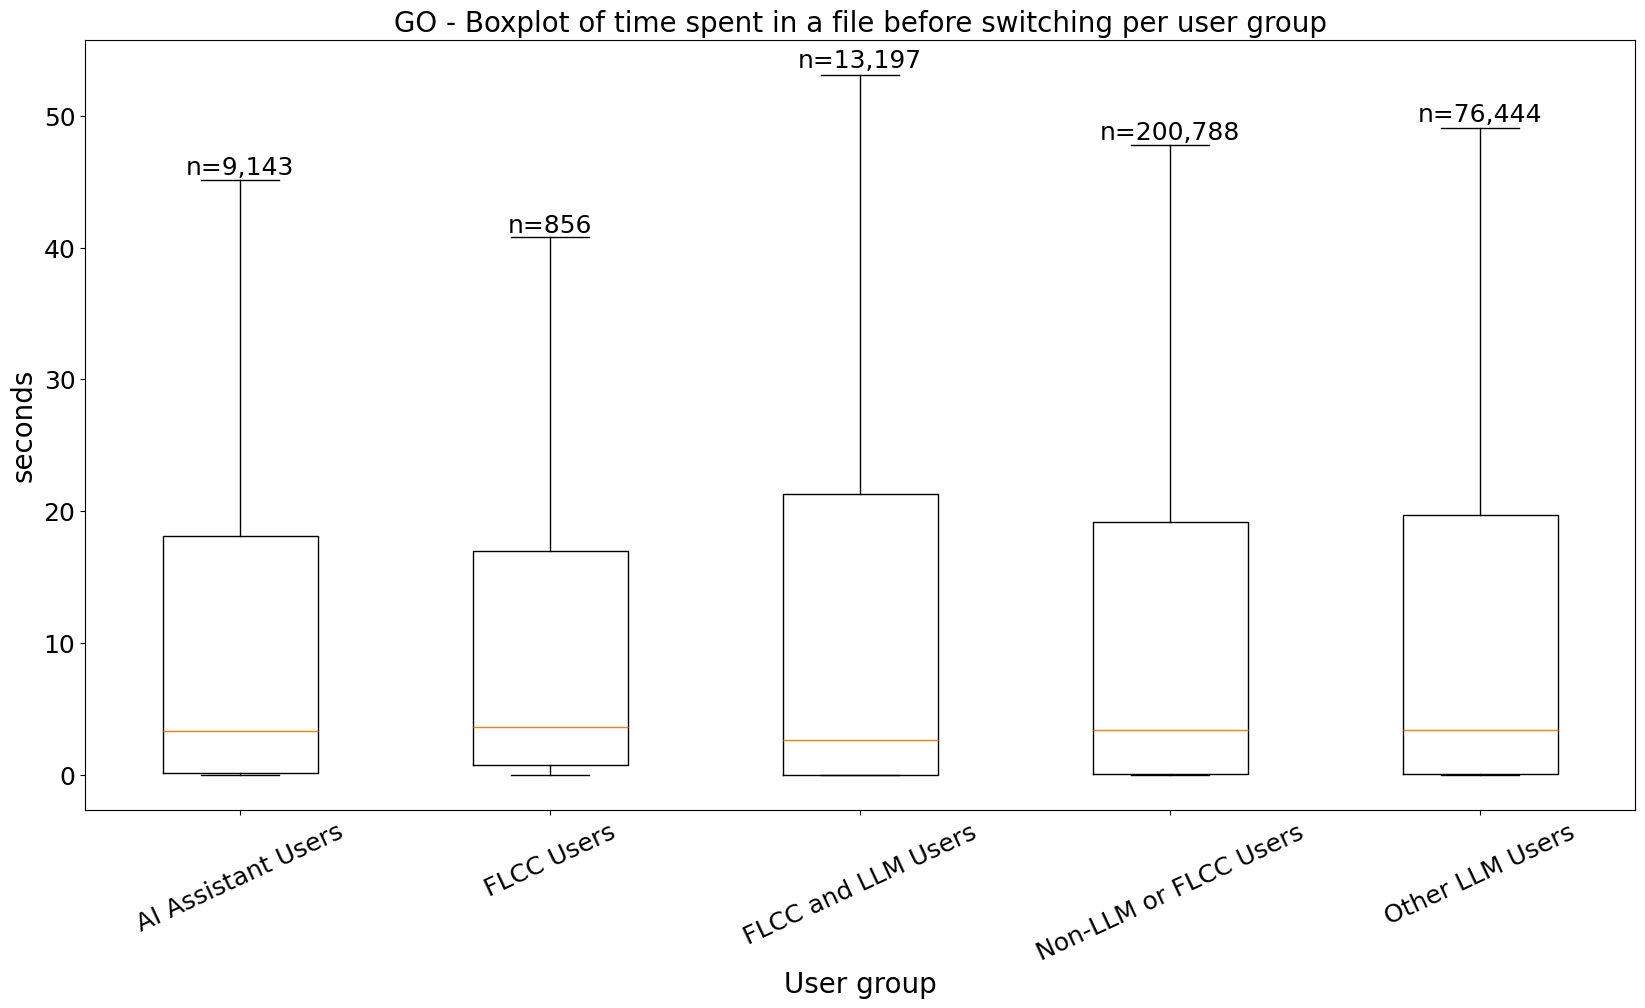 GO - Boxplot of time spent in a file before switching per user group
n=13,197
n=76,444
n=200,788
n=9,143
n=856
50
40
30
20
10
0
seconds
AI Assistant Users
FLCC Users
FLCC and LLM Users
Non-LLM or FLCC Users
Other LLM Users
User group